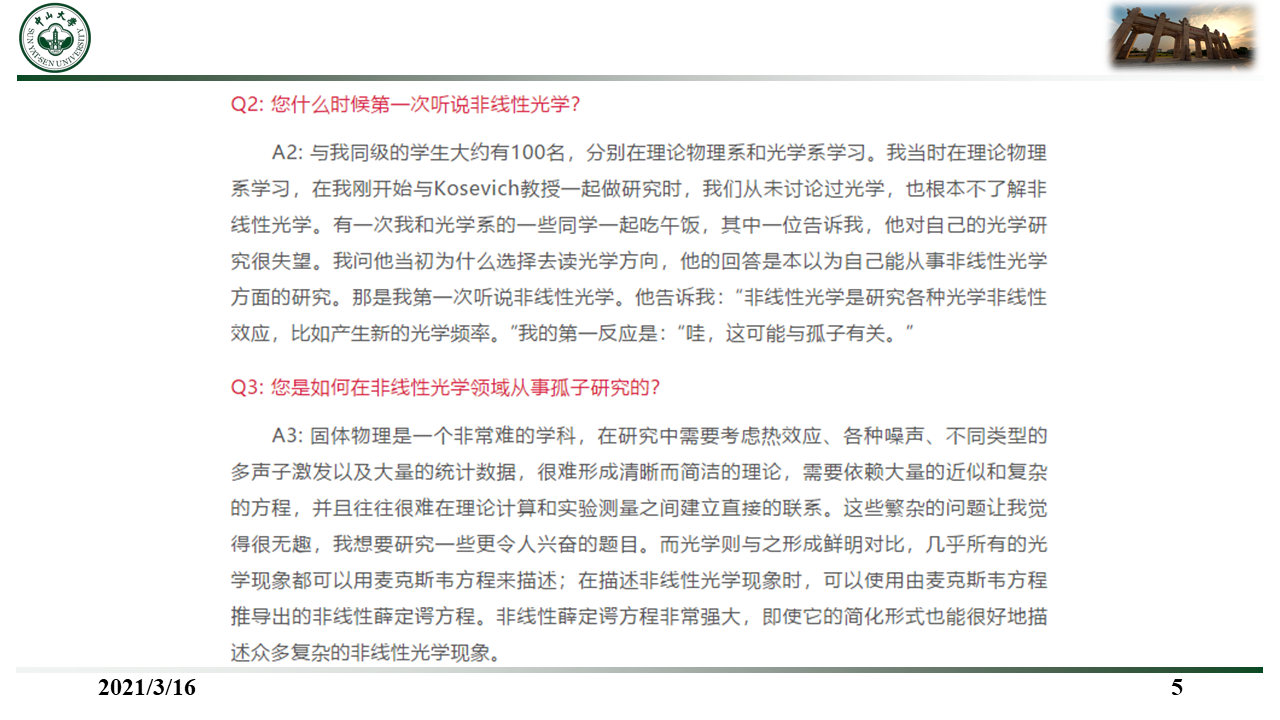 中山大学
SUN YAT-SEN UNIVERSITY
Q2: 您什么时候第一次听说非线性光学?
A2: 与我同级的学生大约有100名，分别在理论物理系和光学系学习。我当时在理论物理
系学习，在我刚开始与Kosevich教授一起做研究时，我们从未讨论过光学，也根本不了解非
线性光学。有一次我和光学系的一些同学一起吃午饭，其中一位告诉我，他对自己的光学研
究很失望。我问他当初为什么选择去读光学方向，他的回答是本以为自己能从事非线性光学
方面的研究。那是我第一次听说非线性光学。他告诉我：“非线性光学是研究各种光学非线性
效应，比如产生新的光学频率。”我的第一反应是：“哇，这可能与孤子有关。”
Q3: 您是如何在非线性光学领域从事孤子研究的?
A3: 固体物理是一个非常难的学科，在研究中需要考虑热效应、各种噪声、不同类型的
多声子激发以及大量的统计数据，很难形成清晰而简洁的理论，需要依赖大量的近似和复杂
的方程，并且往往很难在理论计算和实验测量之间建立直接的联系。这些繁杂的问题让我觉
得很无趣，我想要研究一些更令人兴奋的题目。而光学则与之形成鲜明对比，几乎所有的光
学现象都可以用麦克斯韦方程来描述；在描述非线性光学现象时，可以使用由麦克斯韦方程
推导出的非线性薛定谔方程。非线性薛定谔方程非常强大，即使它的简化形式也能很好地描
述众多复杂的非线性光学现象。
2021/3/16
5